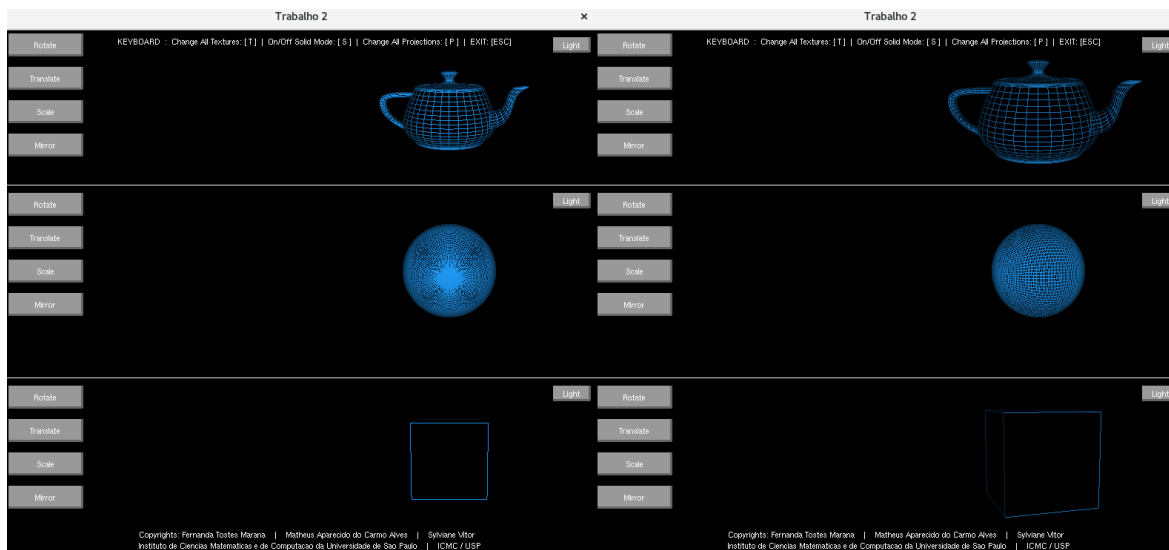 Trabalho 2
×
KEYBOARD : Change All Textures: [ T ] | On/Off Solid Mode: [ S ] | Change All Projections: [ P ] | EXIT: [ESC]
Rotate
Translate
Scale
Mirror
Light
Rotate
Translate
Scale
Mirror
Light
Rotate
Translate
Scale
Mirror
Light
Copyrights: Fernanda Tostes Marana | Matheus Aparecido do Carmo Alves | Sylviane Vitor
Instituto de Ciencias Matematicas e de Computacao da Universidade de Sao Paulo | ICMC / USP
Trabalho 2
KEYBOARD : Change All Textures: [ T ] | On/Off Solid Mode: [ S ] | Change All Projections: [ P ] | EXIT: [ESC]
Rotate
Translate
Scale
Mirror
Light
Rotate
Translate
Scale
Mirror
Light
Rotate
Translate
Scale
Mirror
Light
Copyrights: Fernanda Tostes Marana | Matheus Aparecido do Carmo Alves | Sylviane Vitor
Instituto de Ciencias Matematicas e de Computacao da Universidade de Sao Paulo | ICMC / USP